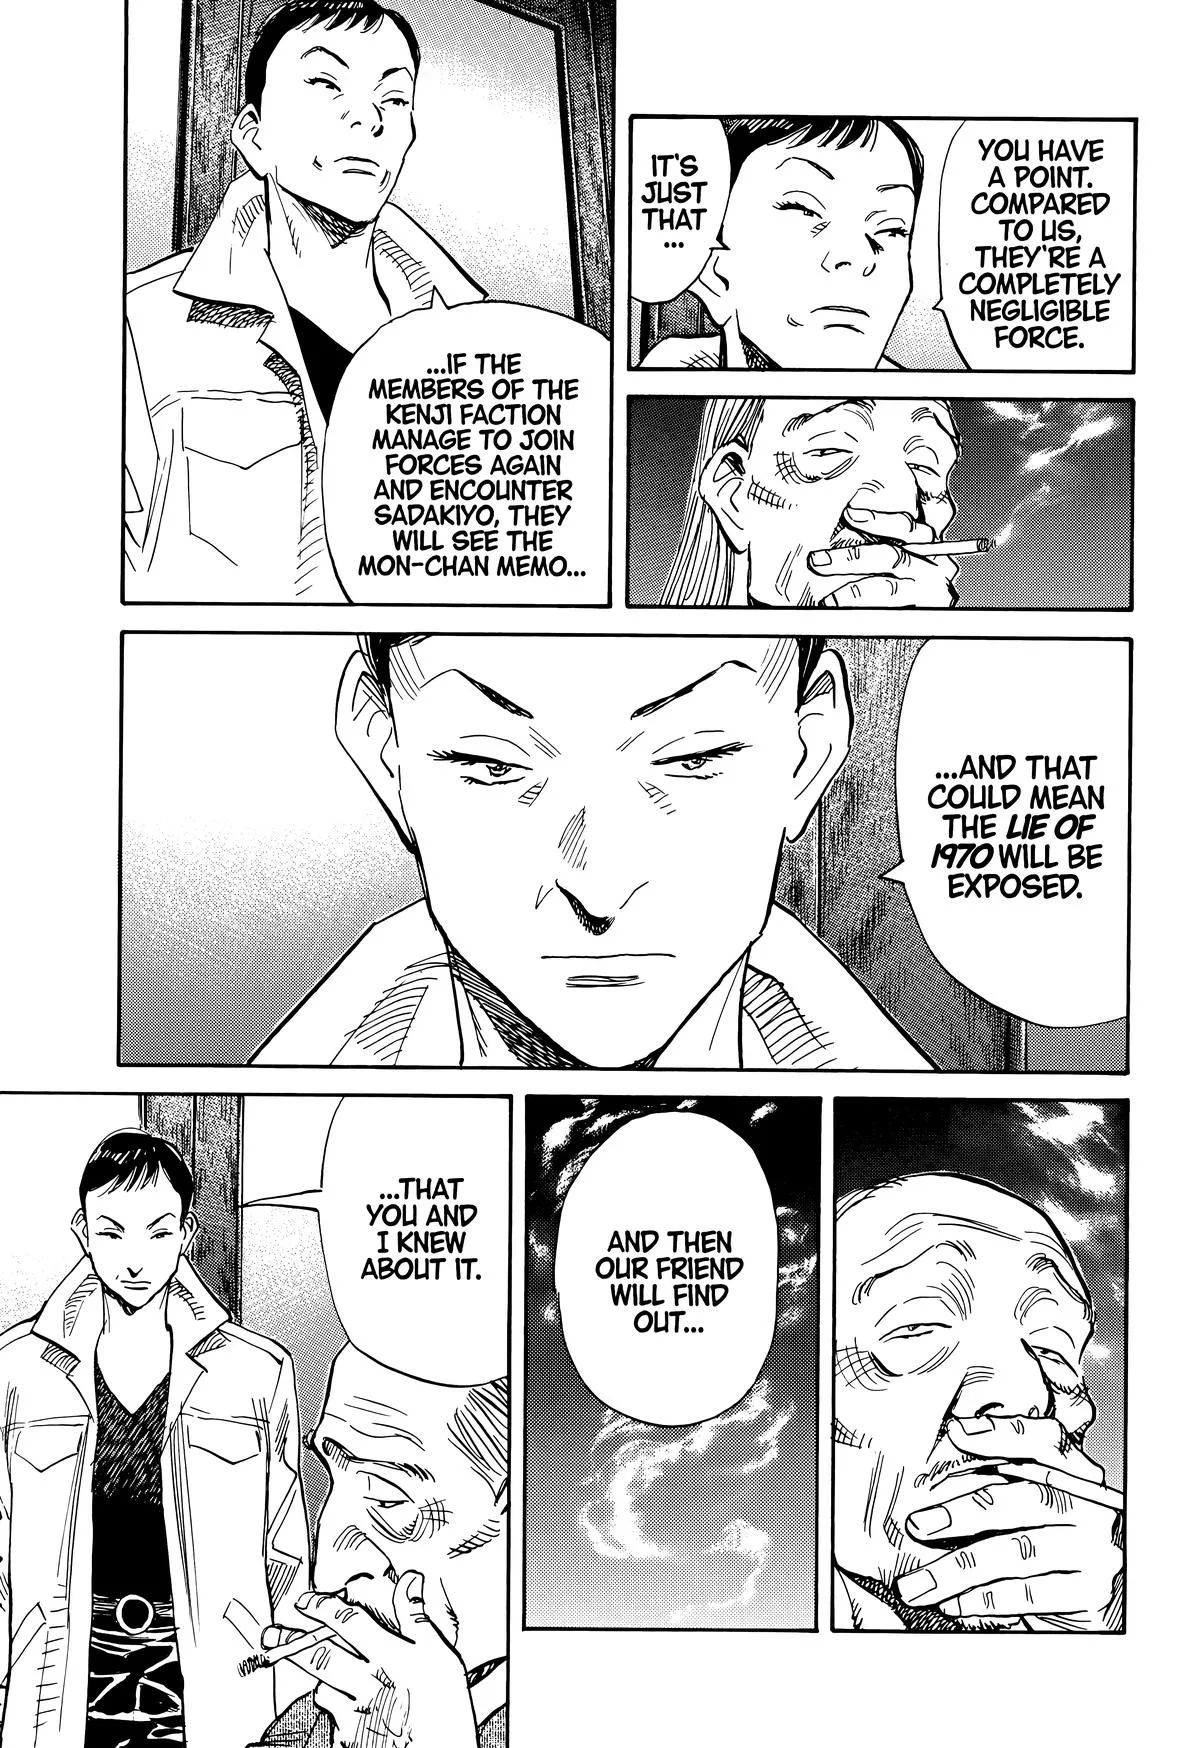 YOU HAVE
A POINT.
COMPARED
TO US,
THEY'RE A
COMPLETELY
NEGLIGIBLE
FORCE.
IT'S
JUST
THAT
...
...IF THE
MEMBERS OF THE
KENJI FACTION
MANAGE TO JOIN
FORCES AGAIN
AND ENCOUNTER
SADAKIYO, THEY
WILL SEE THE
MON-CHAN MEMO...
...AND THAT
COULD MEAN
THE LIE OF
1970 WILL BE
EXPOSED.
AND THEN
OUR FRIEND
WILL FIND
OUT...
...THAT
YOU AND
I KNEW
ABOUT IT.